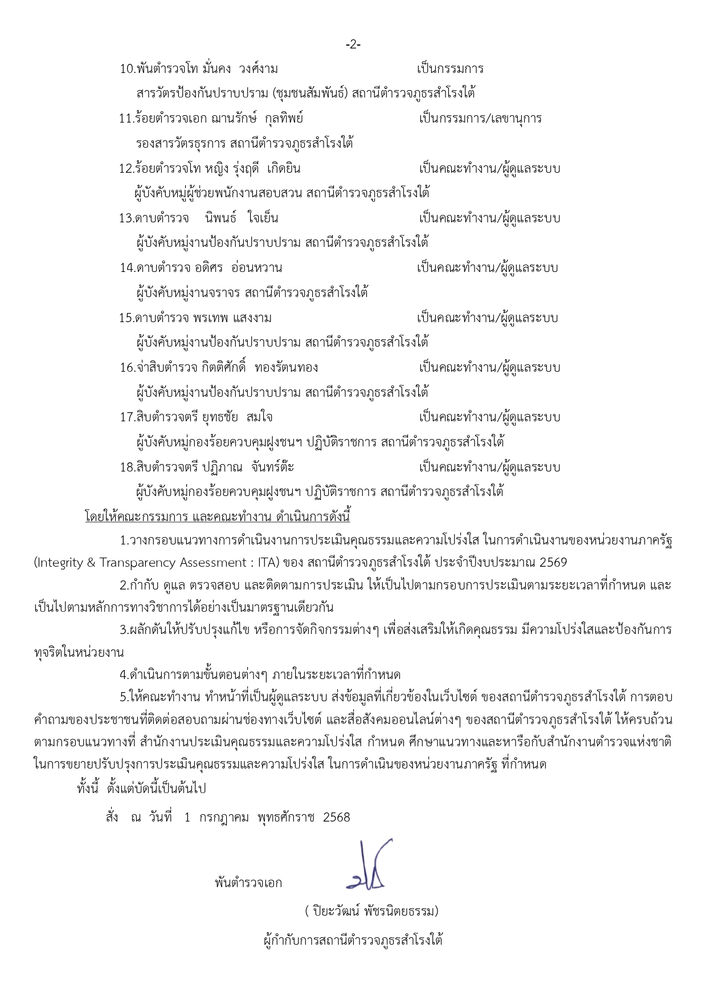 -2-
10.พันตำรวจโท มั่นคง วงศ์งาม เป็นกรรมการ
สารวัตรป้องกันปราบปราม (ชุมชนสัมพันธ์) สถานีตำรวจภูธรสำโรงใต้
11.ร้อยตำรวจเอก ฌานรักษ์ กุลทิพย์ เป็นกรรมการ/เลขานุการ
รองสารวัตรธุรการ สถานีตำรวจภูธรสำโรงใต้
12.ร้อยตำรวจโท หญิง รุ่งฤดี เกิดยิน เป็นคณะทำงาน/ผู้ดูแลระบบ
ผู้บังคับหมู่ผู้ช่วยพนักงานสอบสวน สถานีตำรวจภูธรสำโรงใต้
13.ดาบตำรวจ นิพนธ์ ใจเย็น เป็นคณะทำงาน/ผู้ดูแลระบบ
ผู้บังคับหมู่งานป้องกันปราบปราม สถานีตำรวจภูธรสำโรงใต้
14.ดาบตำรวจ อดิศร อ่อนหวาน เป็นคณะทำงาน/ผู้ดูแลระบบ
ผู้บังคับหมู่งานจราจร สถานีตำรวจภูธรสำโรงใต้
15.ดาบตำรวจ พรเทพ แสงงาม เป็นคณะทำงาน/ผู้ดูแลระบบ
ผู้บังคับหมู่งานป้องกันปราบปราม สถานีตำรวจภูธรสำโรงใต้
16.จ่าสิบตำรวจ กิตติศักดิ์ ทองรัตนทอง เป็นคณะทำงาน/ผู้ดูแลระบบ
ผู้บังคับหมู่งานป้องกันปราบปราม สถานีตำรวจภูธรสำโรงใต้
17.สิบตำรวจตรี ยุทธชัย สมใจ เป็นคณะทำงาน/ผู้ดูแลระบบ
ผู้บังคับหมู่กองร้อยควบคุมฝูงชนฯ ปฏิบัติราชการ สถานีตำรวจภูธรสำโรงใต้
18.สิบตำรวจตรี ปฏิภาณ จันทร์ต๊ะ เป็นคณะทำงาน/ผู้ดูแลระบบ
ผู้บังคับหมู่กองร้อยควบคุมฝูงชนฯ ปฏิบัติราชการ สถานีตำรวจภูธรสำโรงใต้
โดยให้คณะกรรมการ และคณะทำงาน ดำเนินการดังนี้
1.วางกรอบแนวทางการดำเนินงานการประเมินคุณธรรมและความโปร่งใส ในการดำเนินงานของหน่วยงานภาครัฐ
(Integrity & Transparency Assessment : ITA) ของ สถานีตำรวจภูธรสำโรงใต้ ประจำปีงบประมาณ 2569
2.กำกับ ดูแล ตรวจสอบ และติดตามการประเมิน ให้เป็นไปตามกรอบการประเมินตามระยะเวลาที่กำหนด และ
เป็นไปตามหลักการทางวิชาการได้อย่างเป็นมาตรฐานเดียวกัน
3.ผลักดันให้ปรับปรุงแก้ไข หรือการจัดกิจกรรมต่างๆ เพื่อส่งเสริมให้เกิดคุณธรรม มีความโปร่งใสและป้องกันการ
ทุจริตในหน่วยงาน
4.ดำเนินการตามขั้นตอนต่างๆ ภายในระยะเวลาที่กำหนด
5.ให้คณะทำงาน ทำหน้าที่เป็นผู้ดูแลระบบ ส่งข้อมูลที่เกี่ยวข้องในเว็บไซต์ ของสถานีตำรวจภูธรสำโรงใต้ การตอบ
คำถามของประชาชนที่ติดต่อสอบถามผ่านช่องทางเว็บไซต์ และสื่อสังคมออนไลน์ต่างๆ ของสถานีตำรวจภูธรสำโรงใต้ ให้ครบถ้วน
ตามกรอบแนวทางที่ สำนักงานประเมินคุณธรรมและความโปร่งใส กำหนด ศึกษาแนวทางและหารือกับสำนักงานตำรวจแห่งชาติ
ในการขยายปรับปรุงการประเมินคุณธรรมและความโปร่งใส ในการดำเนินของหน่วยงานภาครัฐ ที่กำหนด
ทั้งนี้ ตั้งแต่บัดนี้เป็นต้นไป
สั่ง ณ วันที่ 1 กรกฎาคม พุทธศักราช 2568
พันตำรวจเอก
( ปิยะวัฒน์ พัชรนิตยธรรม)
ผู้กำกับการสถานีตำรวจภูธรสำโรงใต้